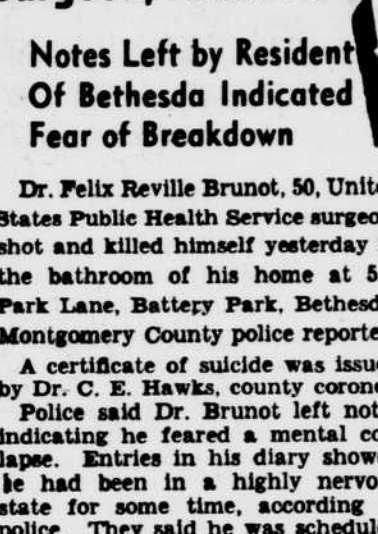 Notes Left by Resident
Of Bethesda Indicated
Fear of Breakdown
Dr. Felix Reville Brunot, 50, Unite
States Public Health Service surgeo
shot and killed himself yesterday
the bathroom of his home at 5
Park Lane, Battery Park, Bethesd
Montgomery County police reporte
A certificate of suicide was issue
by Dr. C. E. Hawks, county corone
Police said Dr. Brunot left not
indicating he feared a mental co
lapse. Entries in his diary showe
he had been in a highly nervo
state for some time, according
police. They said he was schedule